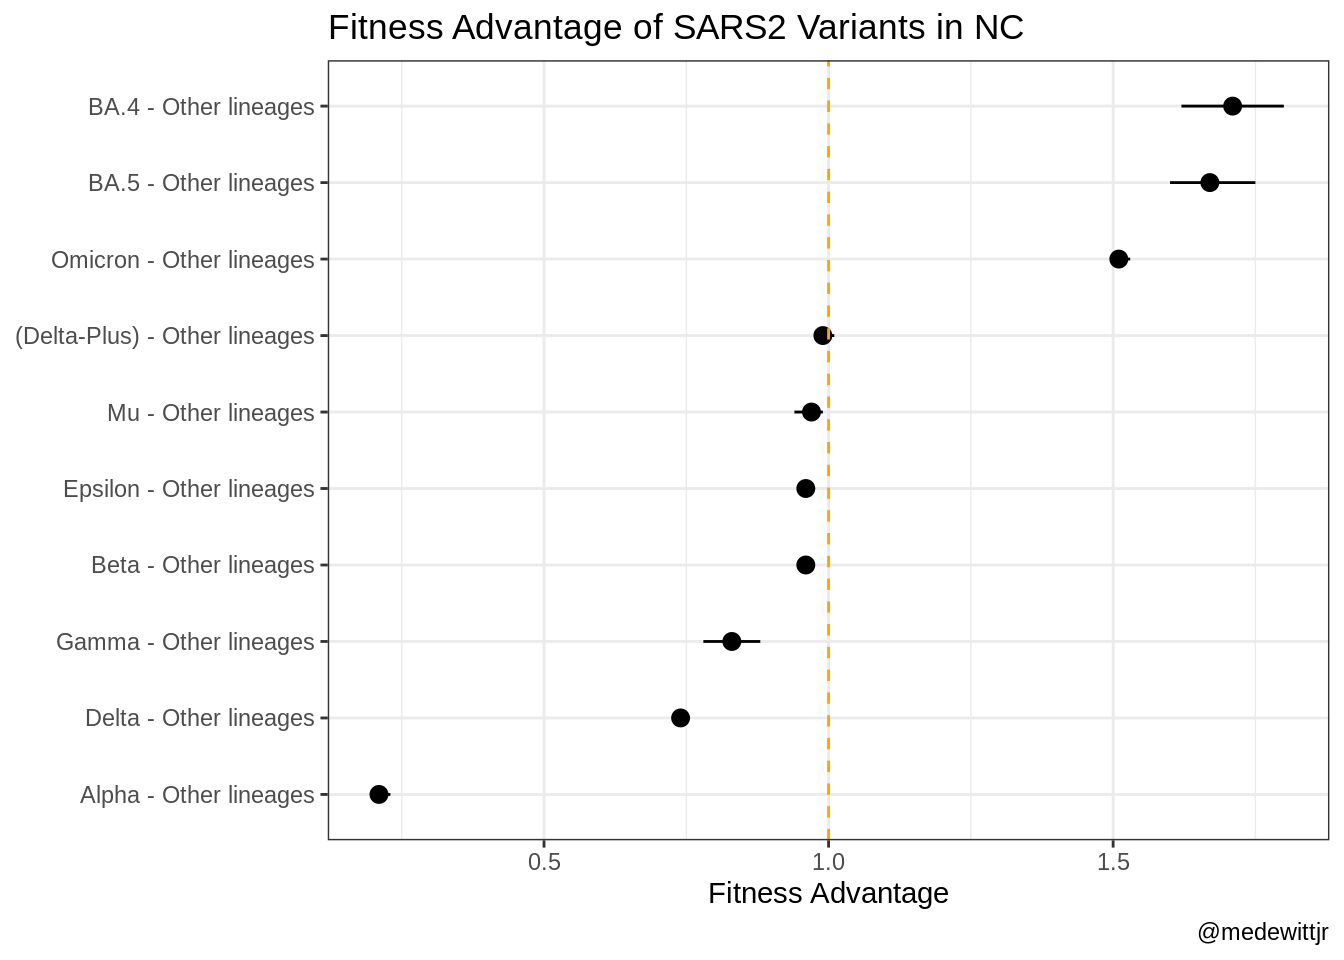 Fitness Advantage of SARS2 Variants in NC
BA.4 - Other lineages
BA.5 - Other lineages
Omicron - Other lineages
(Delta-Plus) - Other lineages
Mu - Other lineages
Epsilon - Other lineages
Beta - Other lineages
Gamma - Other lineages
Delta - Other lineages
Alpha - Other lineages
0.5 1.0 1.5
Fitness Advantage
@medewittjr